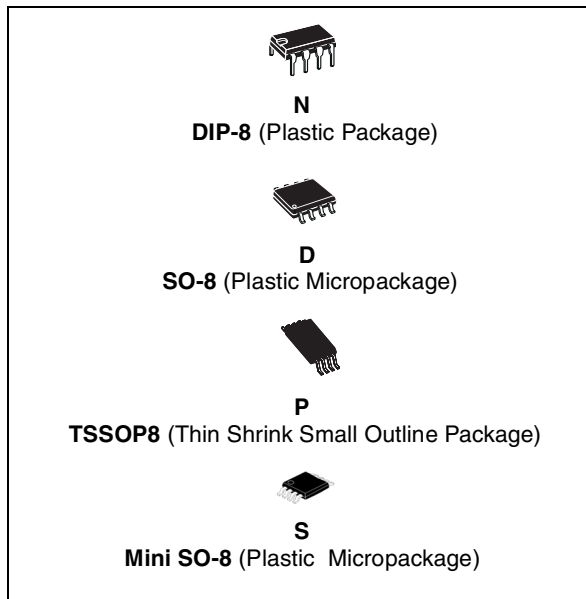 N
DIP-8 (Plastic Package)
D
SO-8 (Plastic Micropackage)
P
TSSOP8 (Thin Shrink Small Outline Package)
S
Mini SO-8 (Plastic Micropackage)